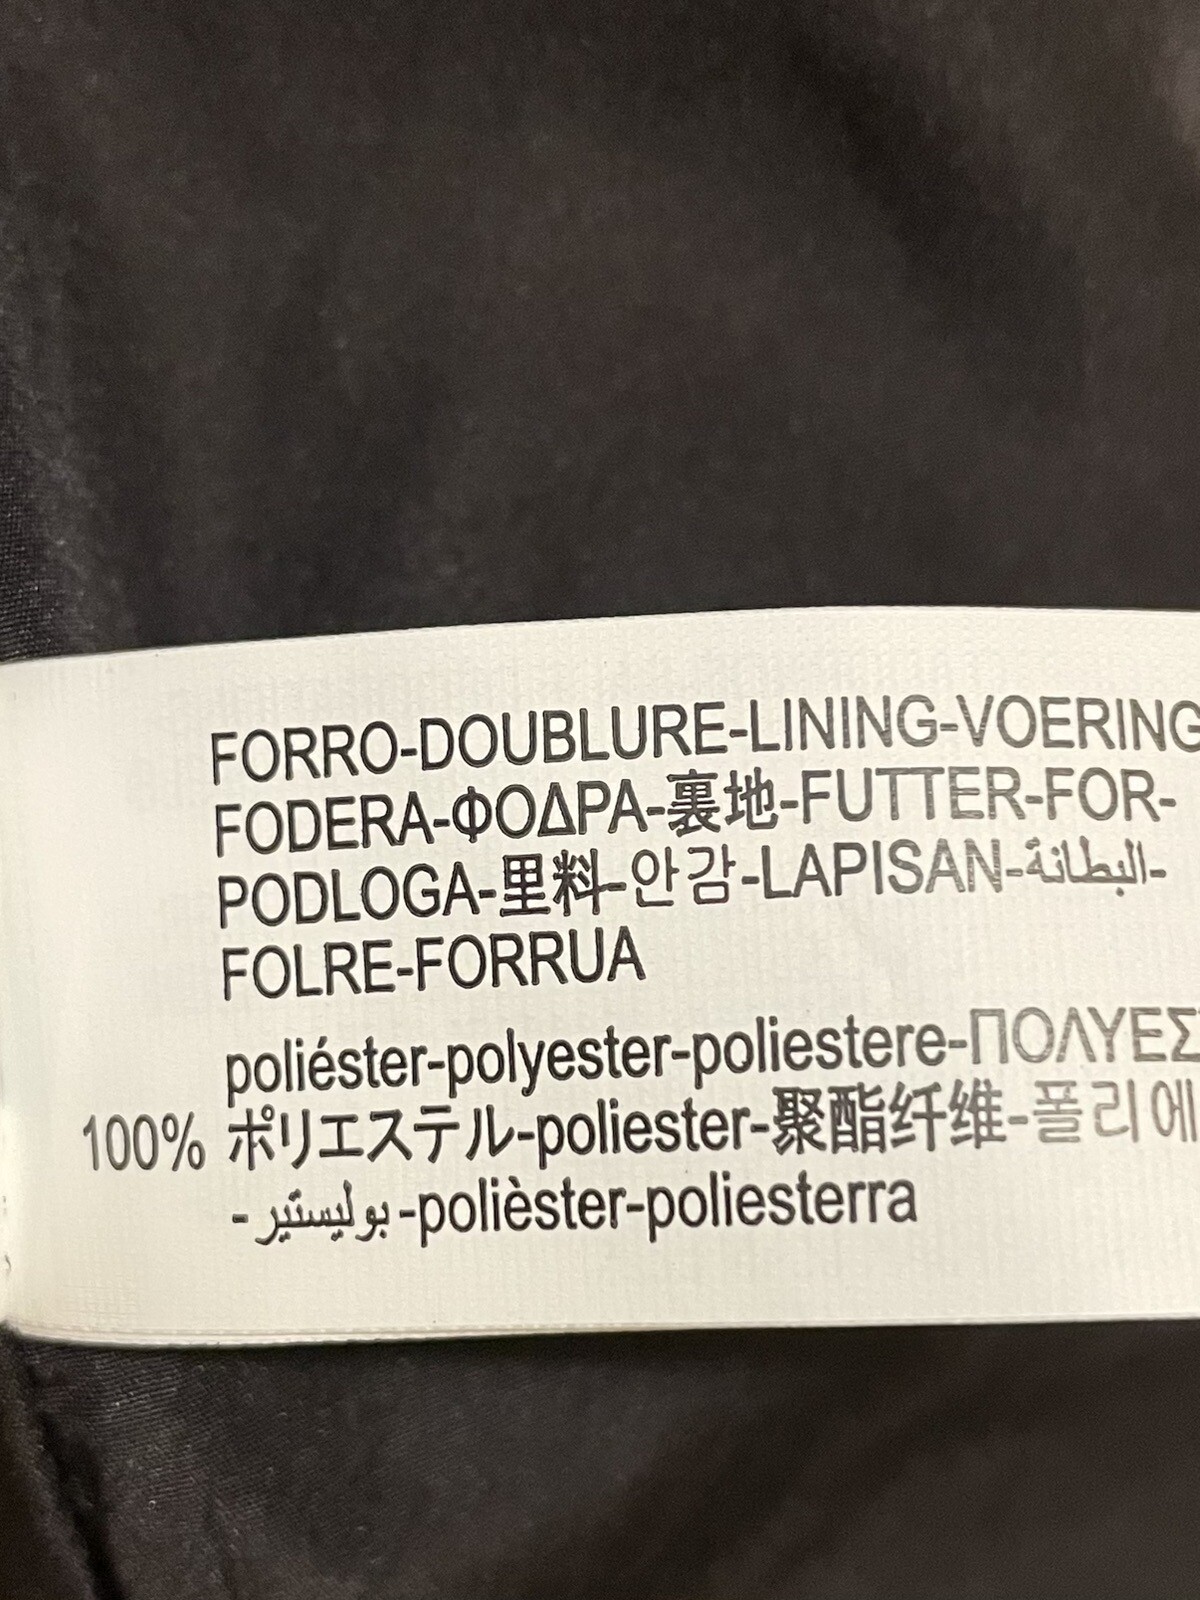 FORRO-DOUBLURE-LINING-VOERING
FODERA-ΦΟΔΡΑ-裏地-FUTTER-FOR-
PODLOGA-里料-안감-LAPISAN-البطانة-
FOLRE-FORRUA
poliéster-polyester-poliestere-ΠΟΛΥΕΣ
100% ポリエステル-poliester-聚酯纤维-폴리에
- بوليستير -polièster-poliesterra